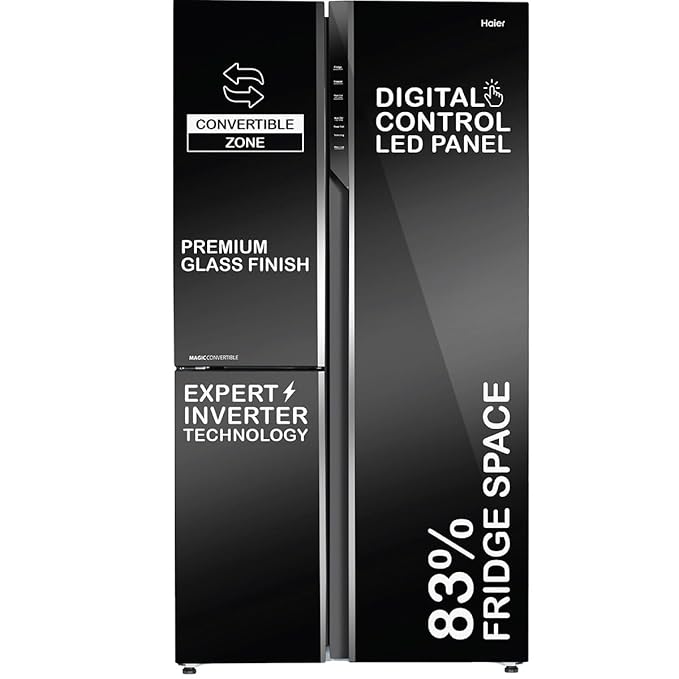 Haier
CONVERTIBLE
ZONE
DIGITAL
CONTROL
LED PANEL
PREMIUM
GLASS FINISH
MAGIC CONVERTIBLE
EXPERT
INVERTER
TECHNOLOGY
83%
FRIDGE SPACE